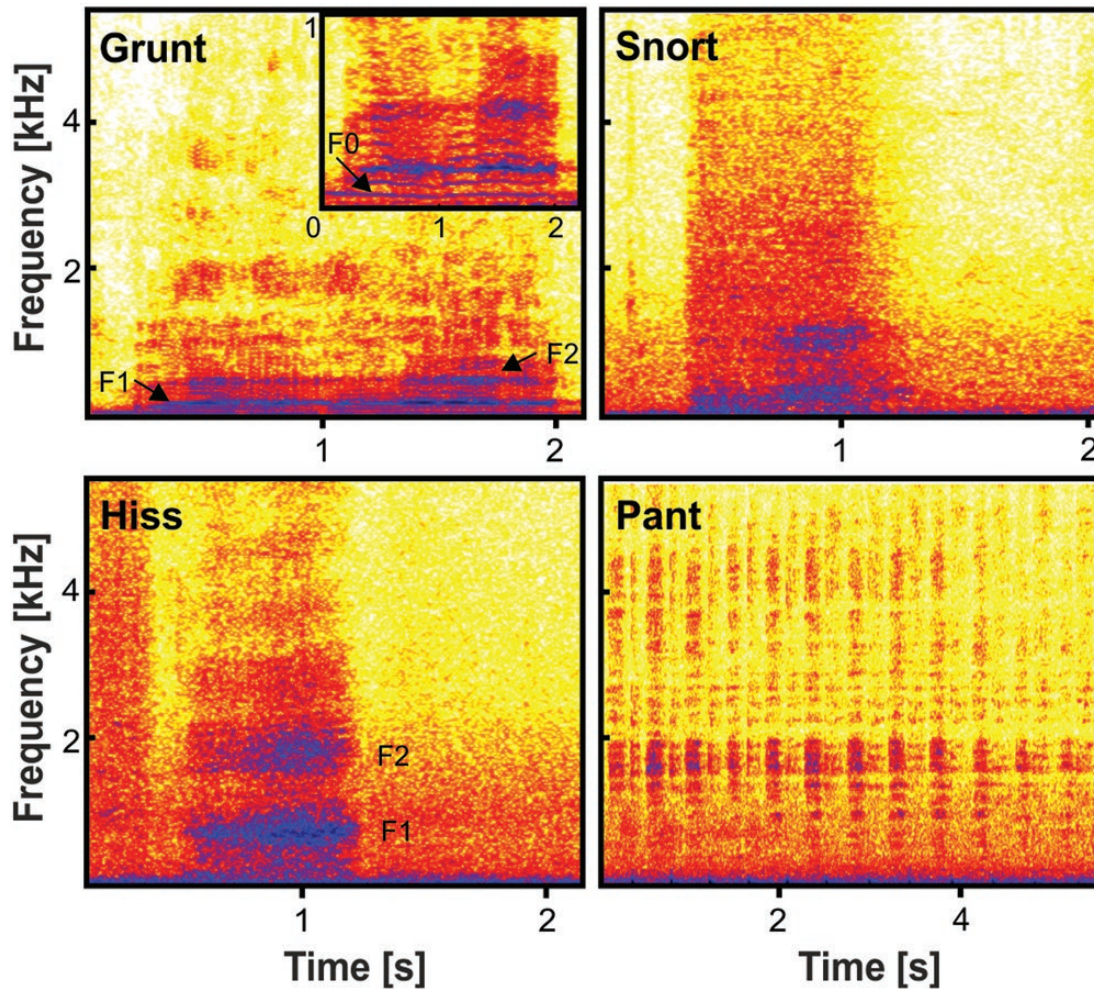 Grunt
1
F0
0 1 2
F1
F2
Frequency [kHz]
4
2
1 2
Snort
1 2
Hiss
F2
F1
Frequency [kHz]
4
2
1 2
Time [s]
Pant
2 4
Time [s]